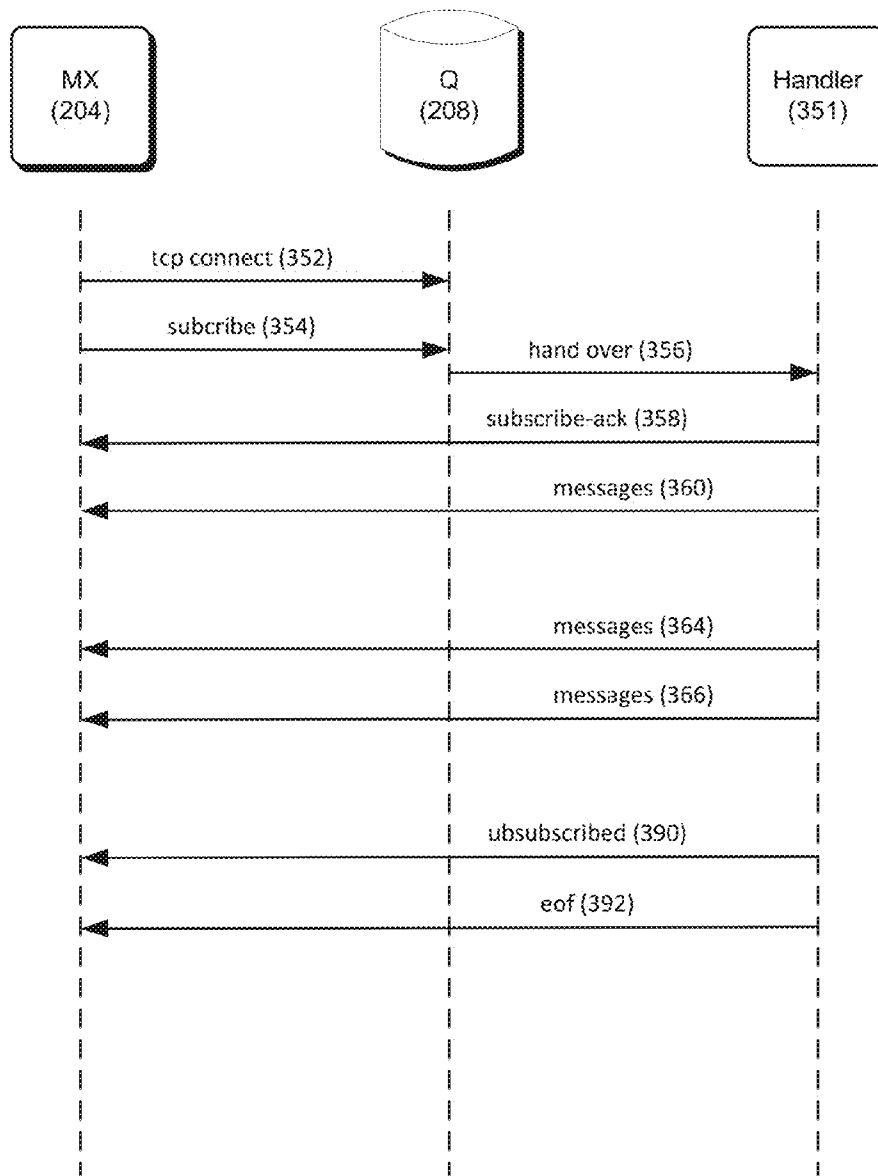 MX
(204)
Q
(208)
Handler
(351)
tcp connect (352)
subcribe (354)
hand over (356)
subscribe-ack (358)
messages (360)
messages (364)
messages (366)
ubsubscribed (390)
eof (392)